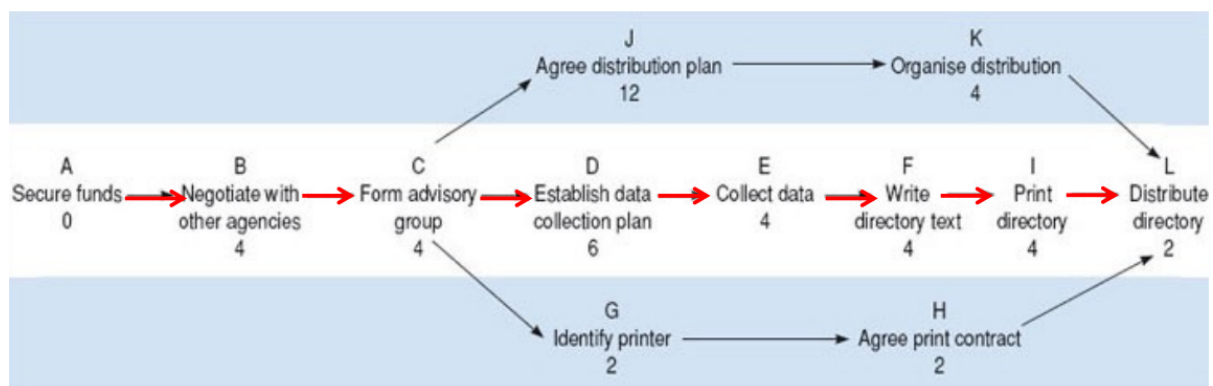 J
Agree distribution plan
12
K
Organise distribution
4
A
Secure funds
0
B
Negotiate with
other agencies
4
C
Form advisory
group
4
D
Establish data
collection plan
6
E
Collect data
4
F
Write
directory text
4
I
Print
directory
4
L
Distribute
directory
2
G
Identify printer
2
H
Agree print contract
2